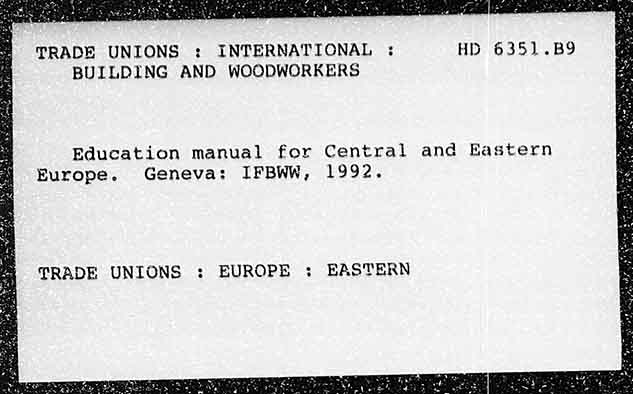 TRADE UNIONS : INTERNATIONAL : HD 6351.B9
BUILDING AND WOODWORKERS
Education manual for Central and Eastern
Europe. Geneva: IFBWW, 1992.
TRADE UNIONS : EUROPE : EASTERN